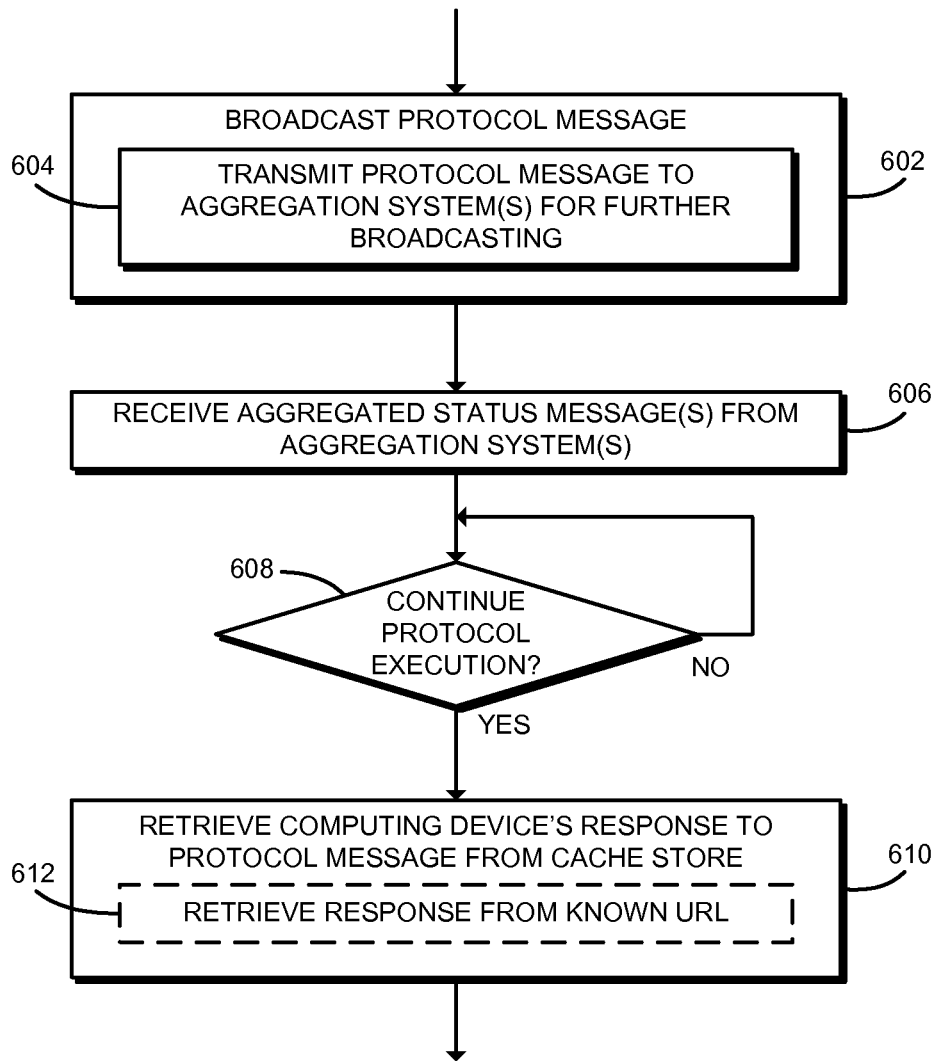 BROADCAST PROTOCOL MESSAGE
604
602
TRANSMIT PROTOCOL MESSAGE TO
AGGREGATION SYSTEM(S) FOR FURTHER
BROADCASTING
606
RECEIVE AGGREGATED STATUS MESSAGE(S) FROM
AGGREGATION SYSTEM(S)
608
CONTINUE
PROTOCOL
EXECUTION?
NO
YES
RETRIEVE COMPUTING DEVICE'S RESPONSE TO
PROTOCOL MESSAGE FROM CACHE STORE
610
612
RETRIEVE RESPONSE FROM KNOWN URL